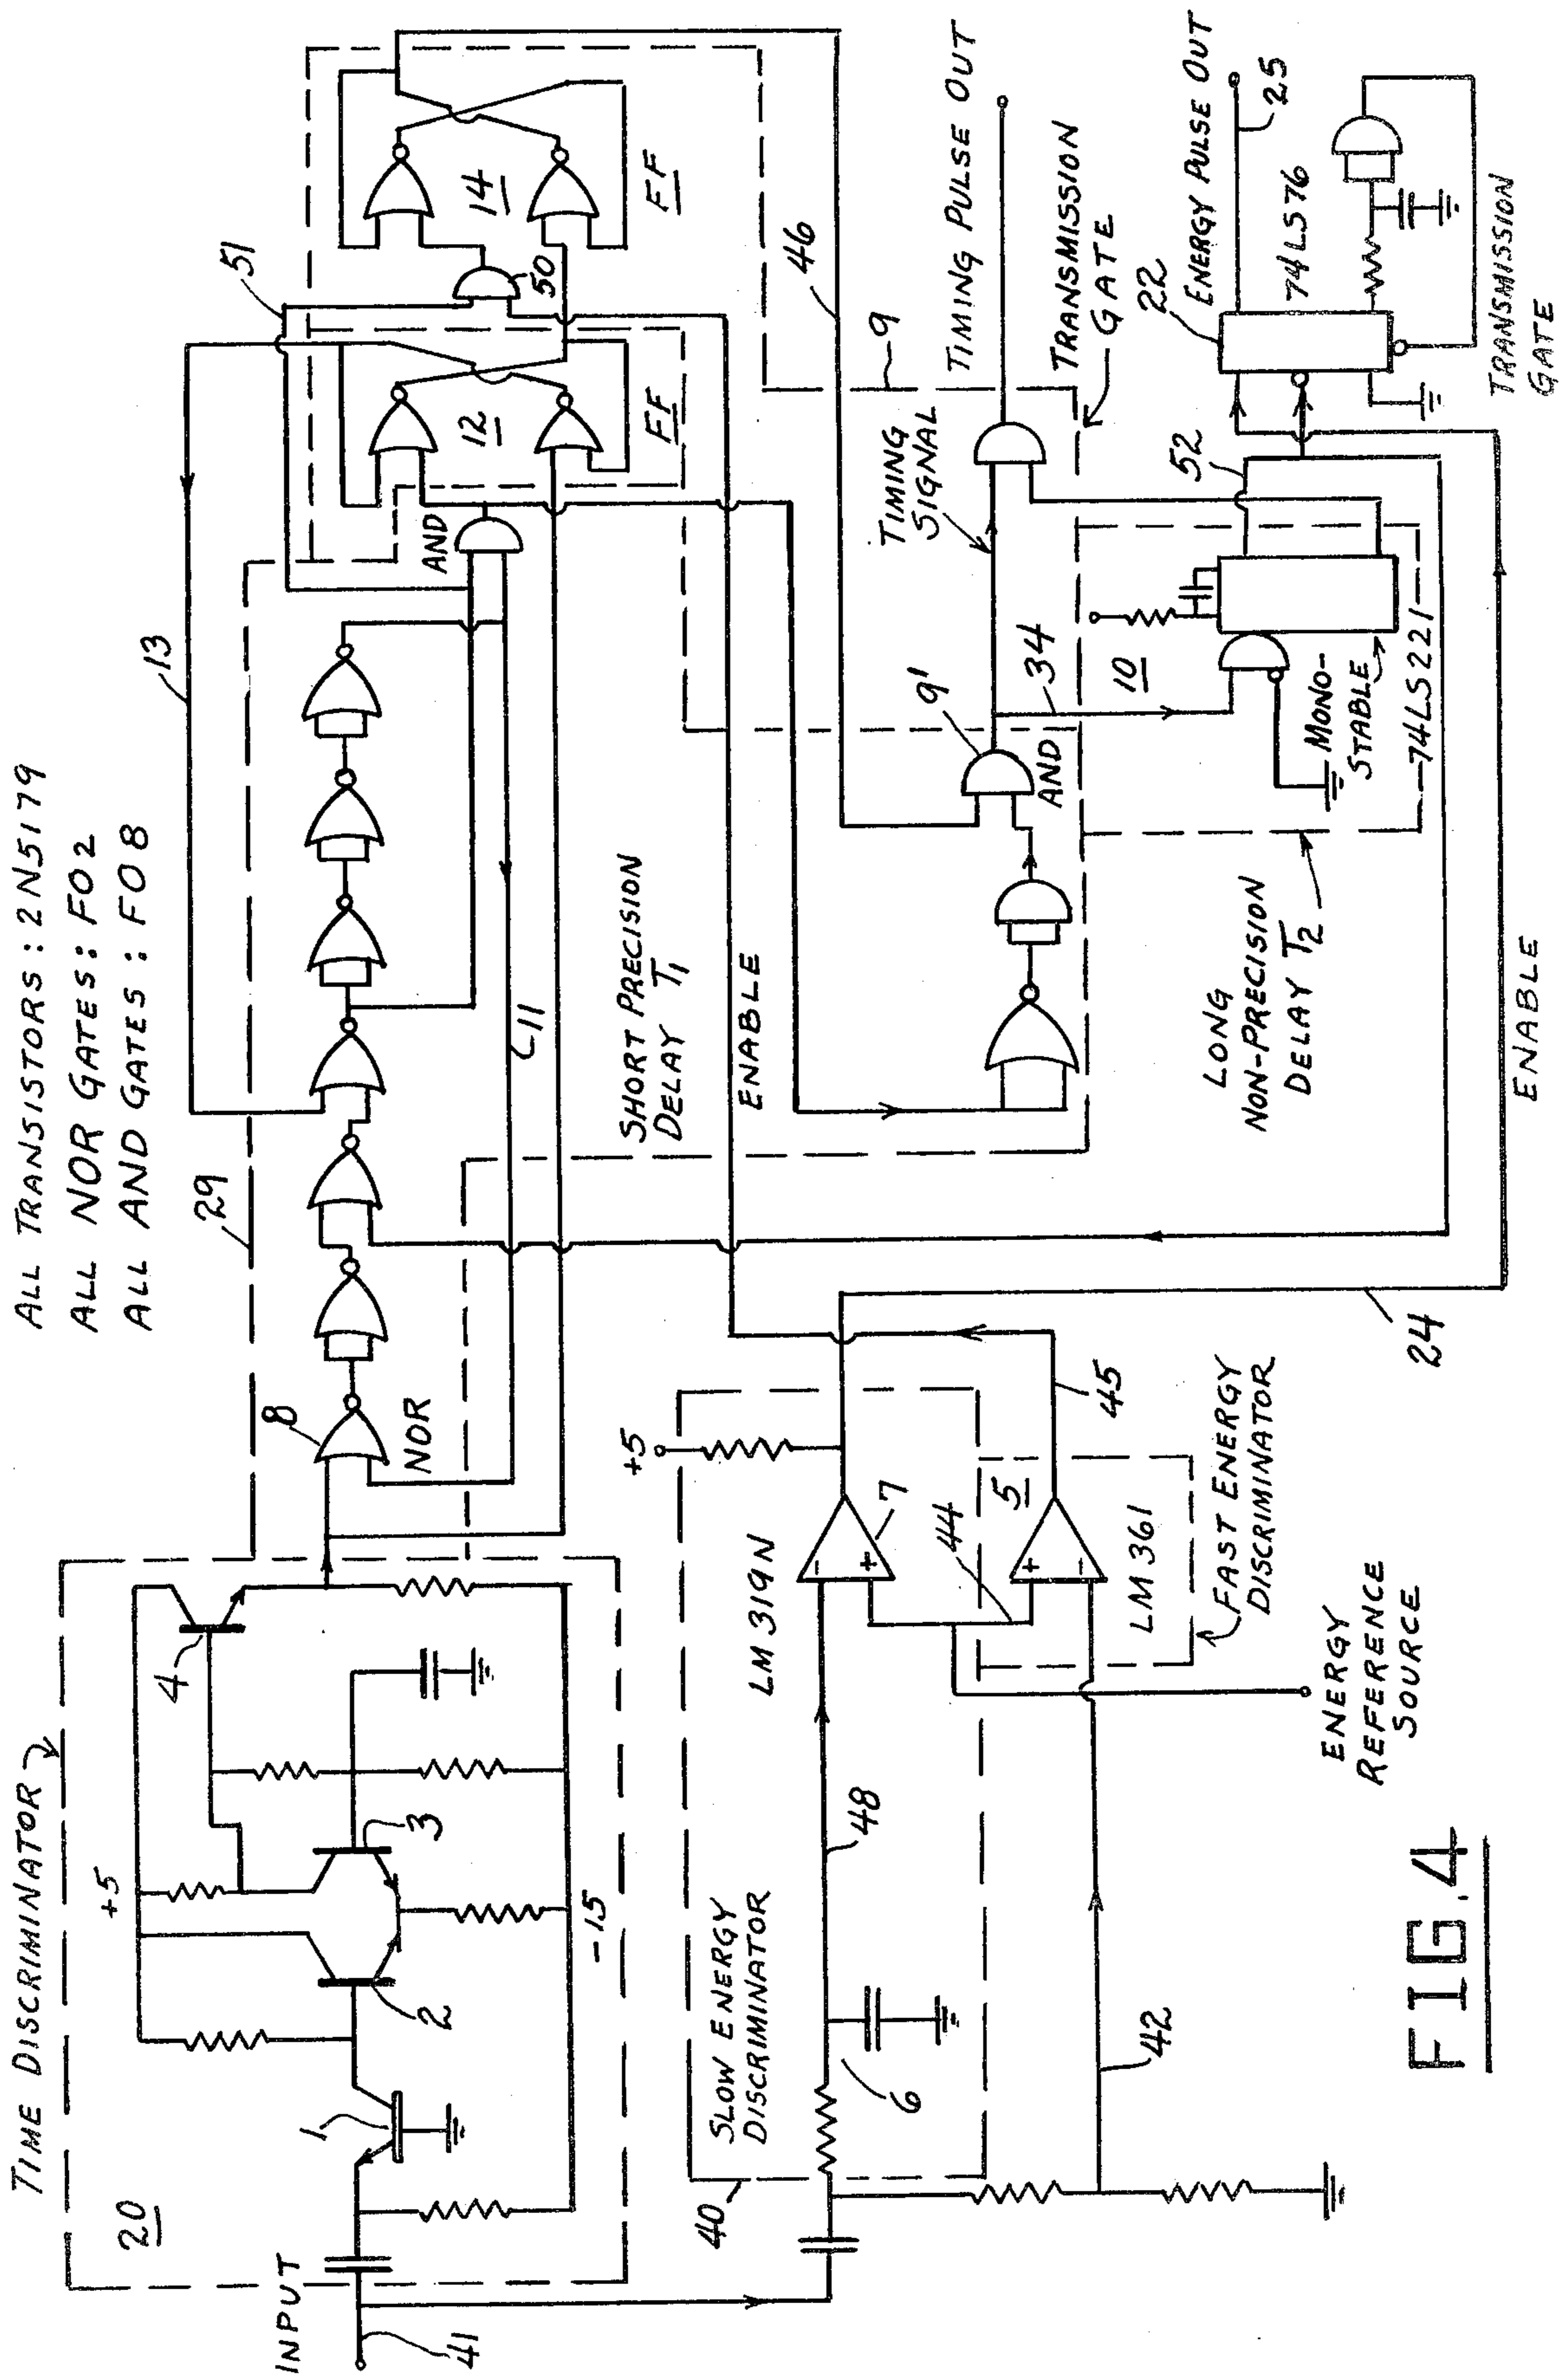 ALL TRANSISTORS: 2N5179
ALL NOR GATES: FO2
ALL AND GATES: FO8
TIME DISCRIMINATOR
20
INPUT
41
+5
-15
1
2
3
4
29
8
NOR
13
11
AND
51
12
FF
50
14
FF
SHORT PRECISION
DELAY T1
ENABLE
46
9
TIMING PULSE OUT
TIMING
SIGNAL
TRANSMISSION
GATE
9'
AND
34
10
MONO-
STABLE
74LS221
52
LONG
NON-PRECISION
DELAY T2
22
ENERGY PULSE OUT
25
74LS76
TRANSMISSION
GATE
ENABLE
24
SLOW ENERGY
DISCRIMINATOR
40
6
48
42
LM 319N
+5
7
44
5
45
LM 361
FAST ENERGY
DISCRIMINATOR
ENERGY
REFERENCE
SOURCE
FIG.4